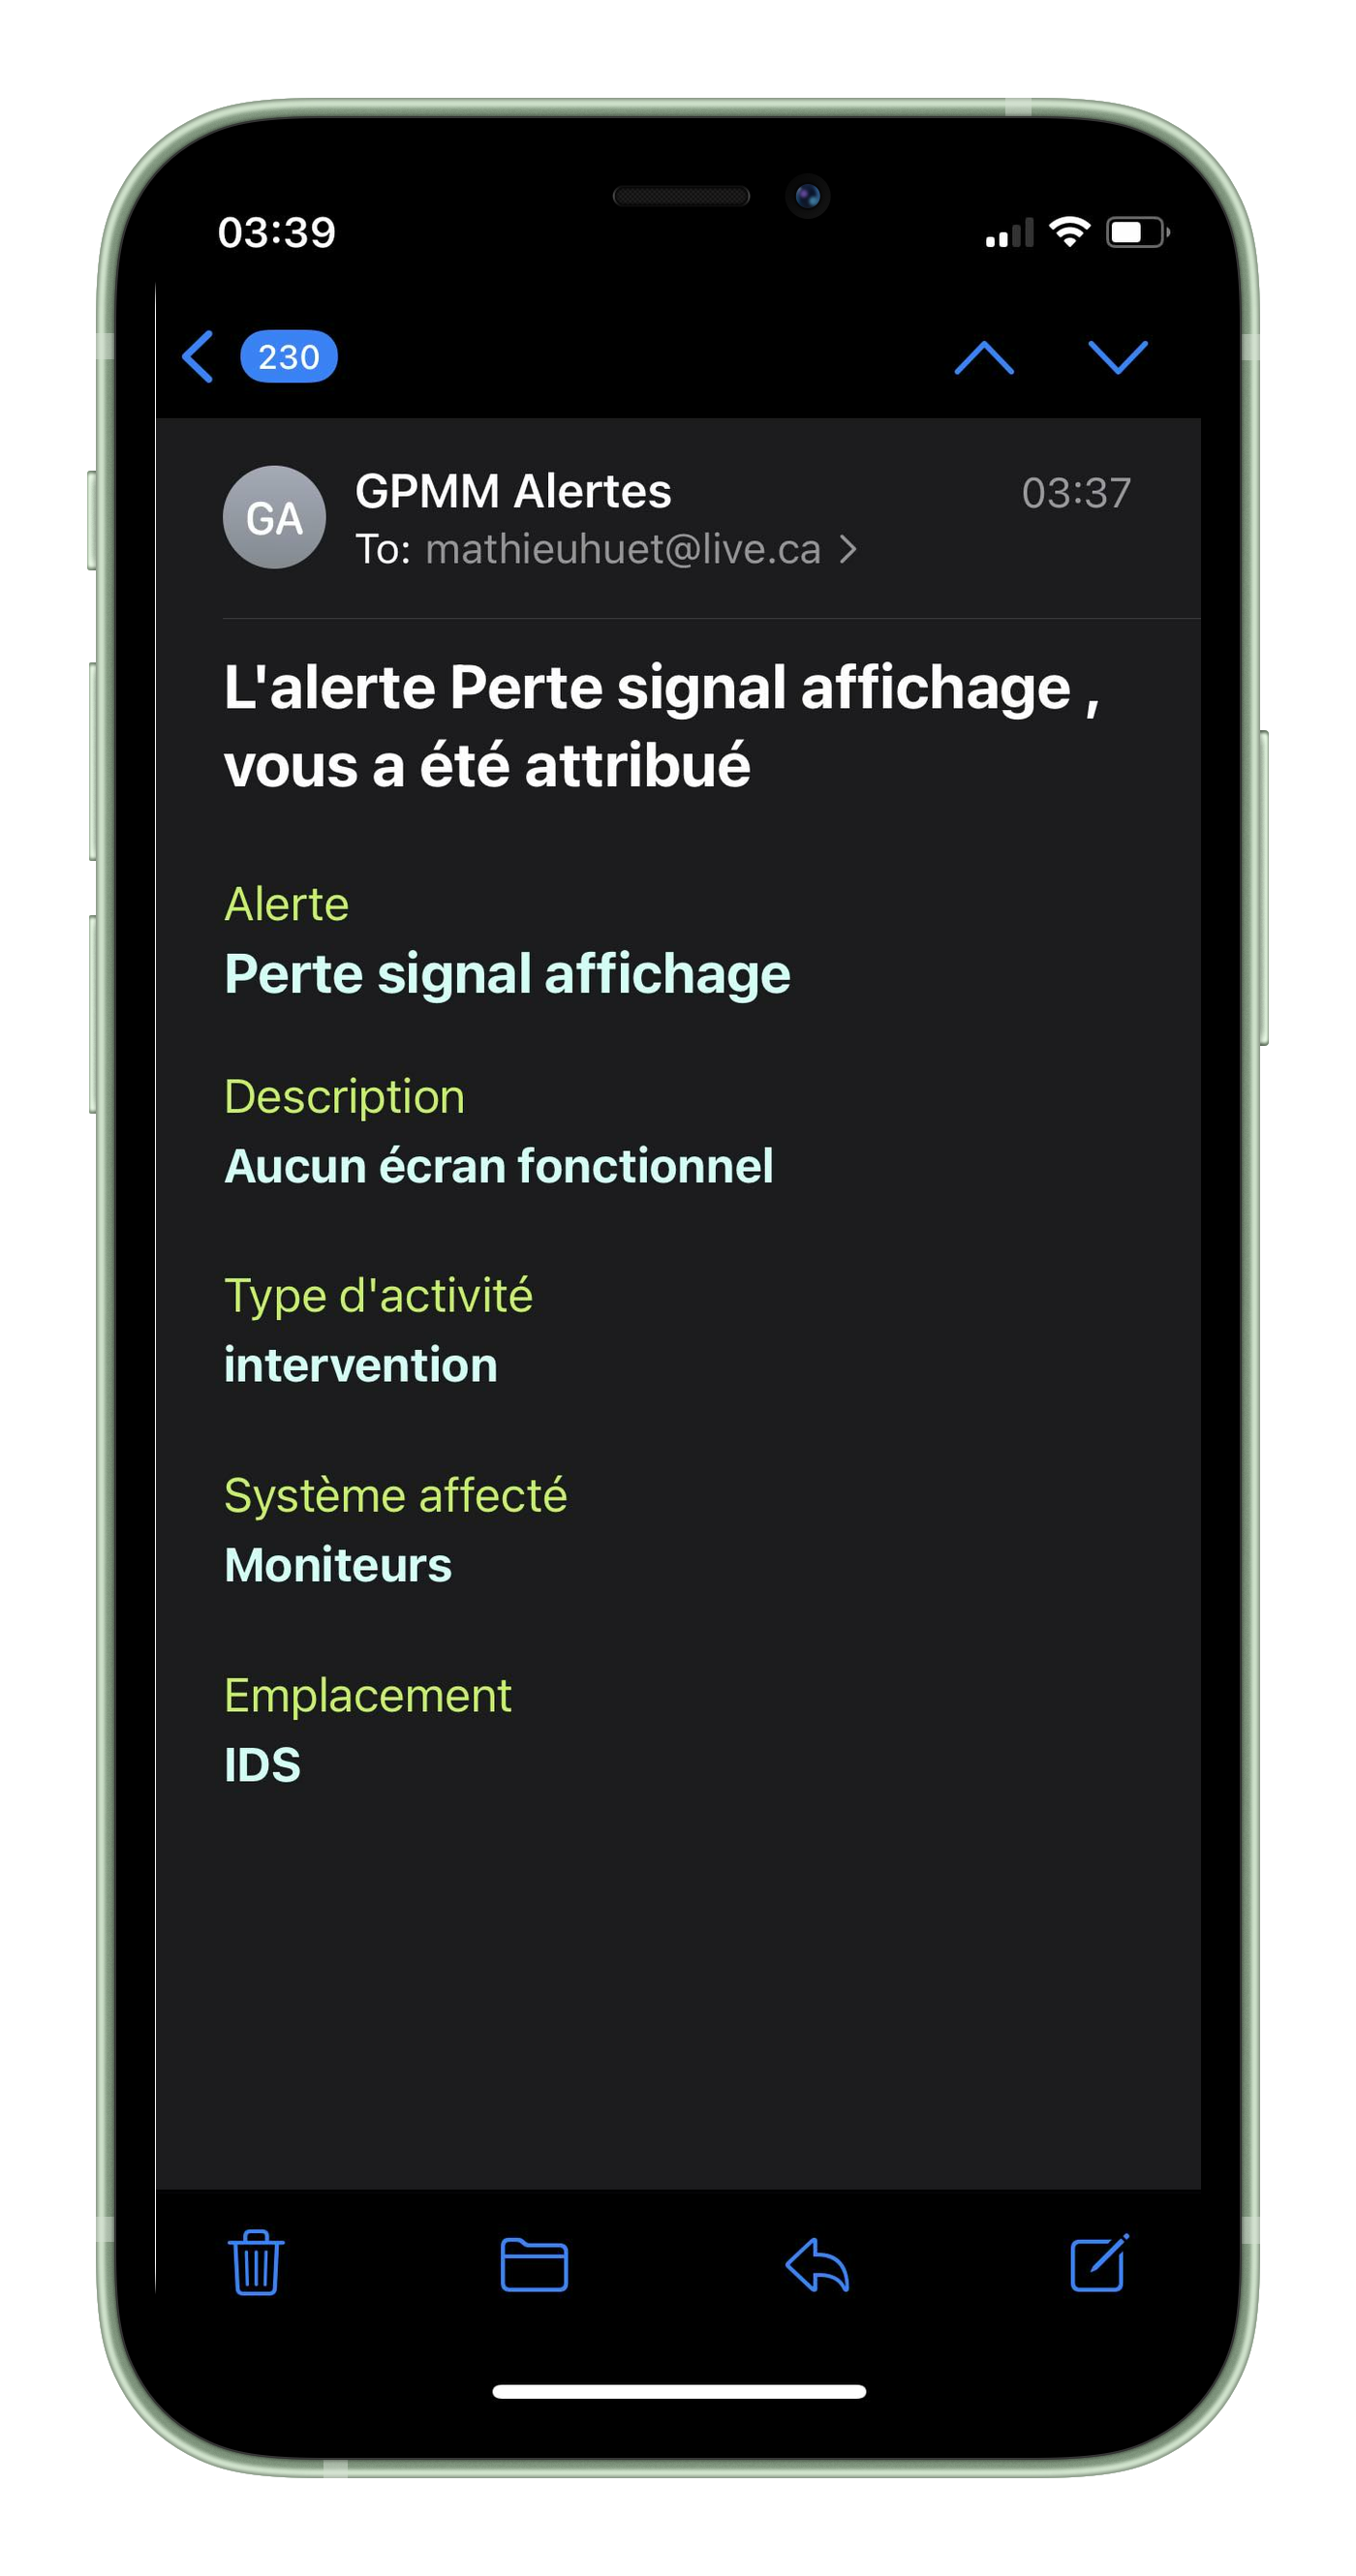 03:39
230
GA
GPMM Alertes
03:37
To: mathieuhuet@live.ca
L'alerte Perte signal affichage ,
vous a été attribué
Alerte
Perte signal affichage
Description
Aucun écran fonctionnel
Type d'activité
intervention
Système affecté
Moniteurs
Emplacement
IDS